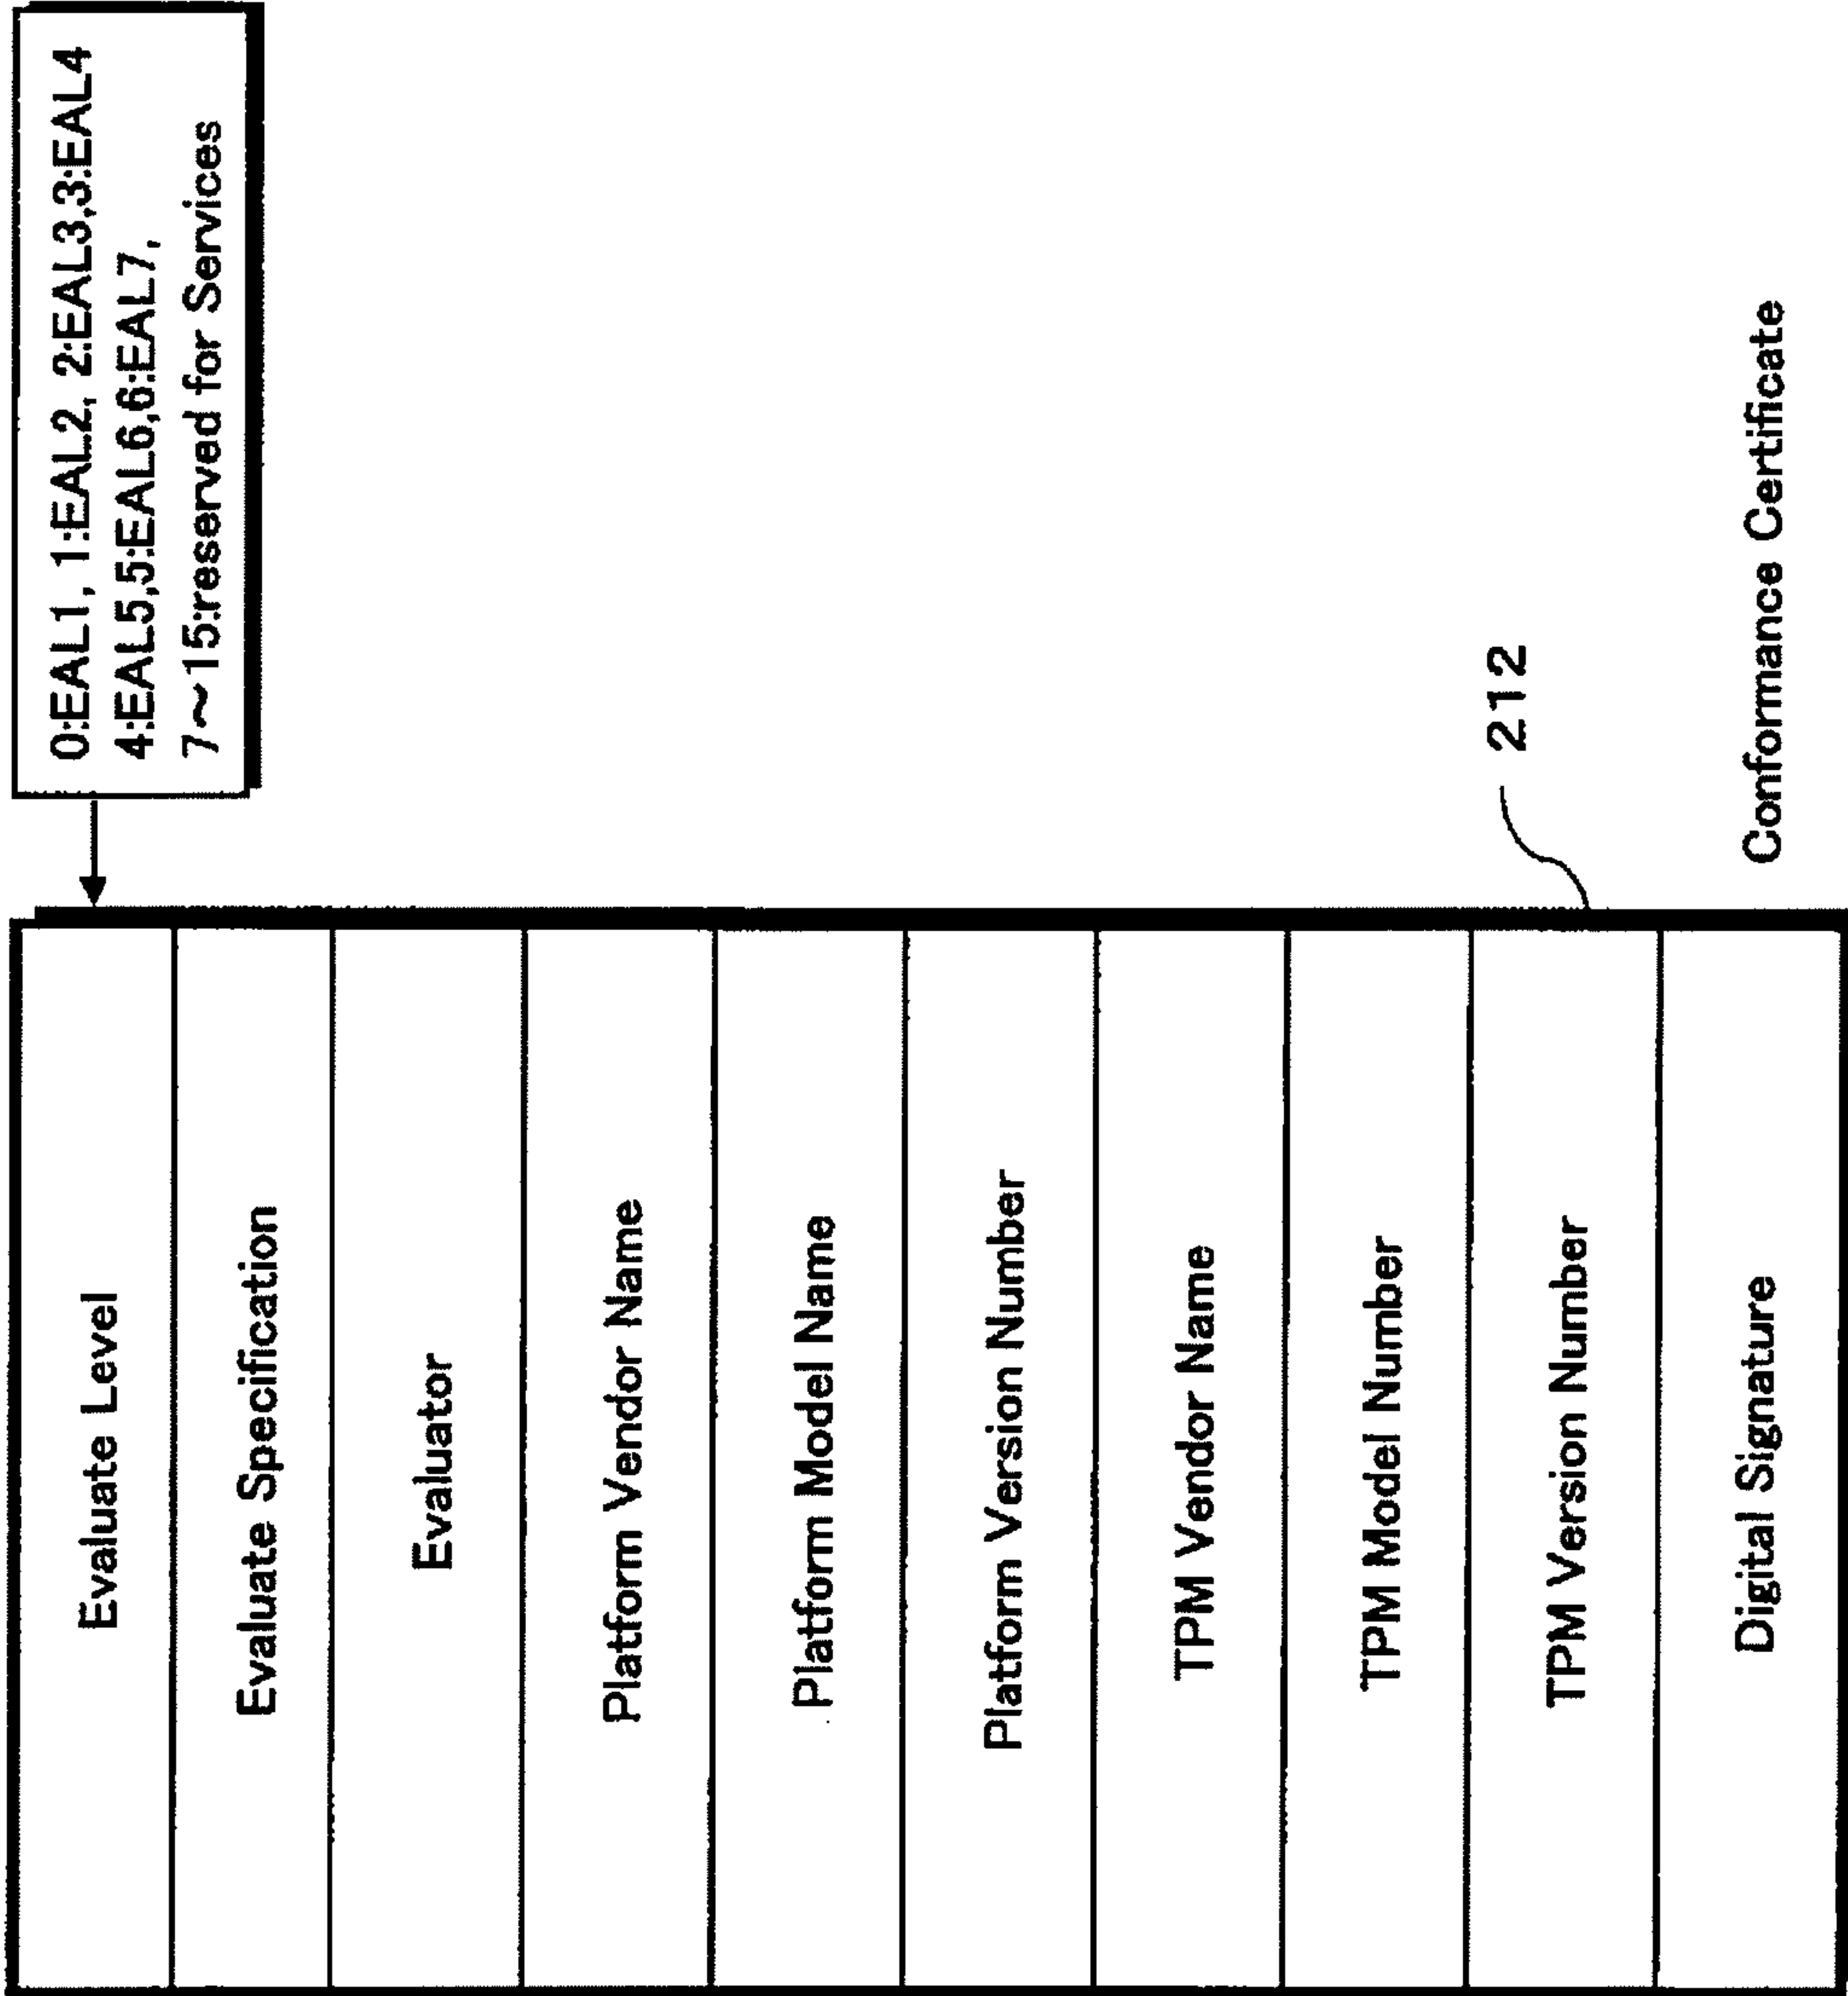 0:EAL1, 1:EAL2, 2:EAL3,3:EAL4
4:EAL5,5:EAL6,6:EAL7,
7~15:reserved for Services
Evaluate Level
Evaluate Specification
Evaluator
Platform Vendor Name
Platform Model Name
Platform Version Number
TPM Vendor Name
TPM Model Number
TPM Version Number
Digital Signature
212
Conformance Certificate